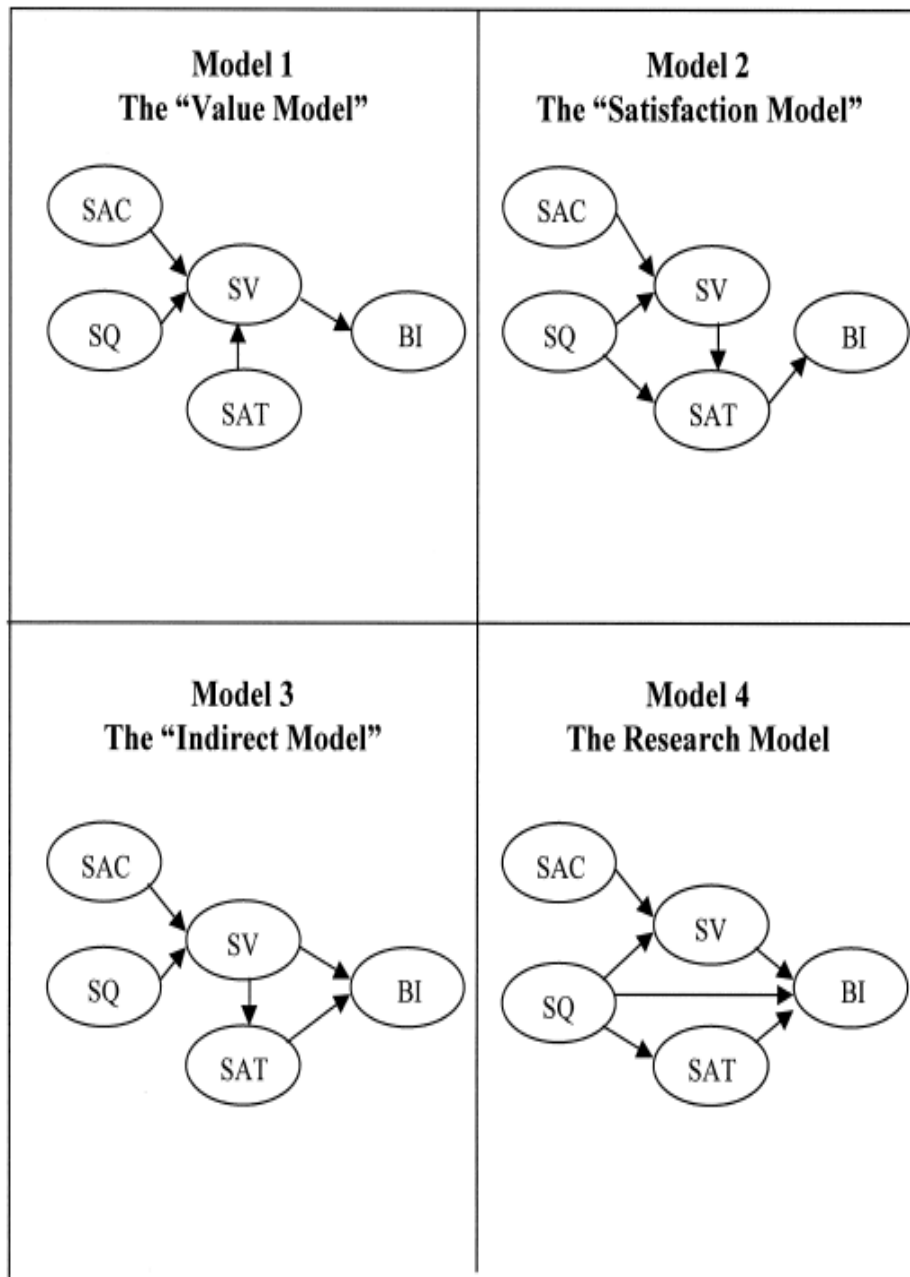 Model 1
The “Value Model”
SAC
SV
SQ
BI
SAT
Model 2
The “Satisfaction Model”
SAC
SV
SQ
BI
SAT
Model 3
The “Indirect Model”
SAC
SV
SQ
BI
SAT
Model 4
The Research Model
SAC
SV
SQ
BI
SAT